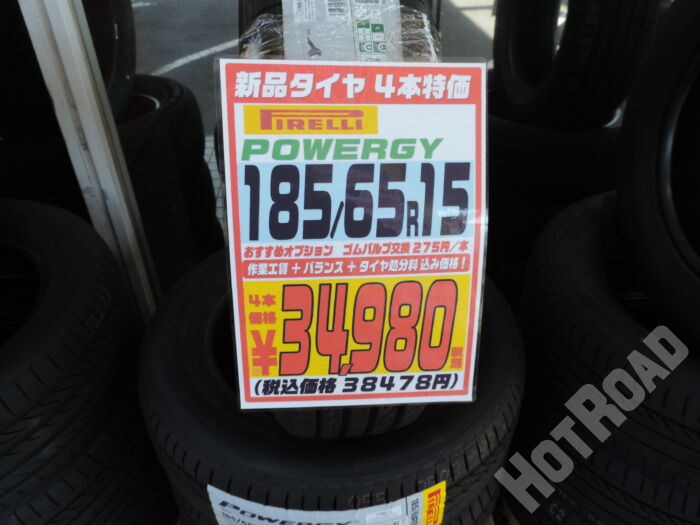 新品タイヤ 4本特価
PIRELLI
POWERGY
185/65R15
おすすめオプション ゴムバルブ交換 275円/本
作業工賃 + バランス + タイヤ処分料 込み価格!
4本価格
¥34,980
(税込価格 38478円)
POWERGY
HOTROAD